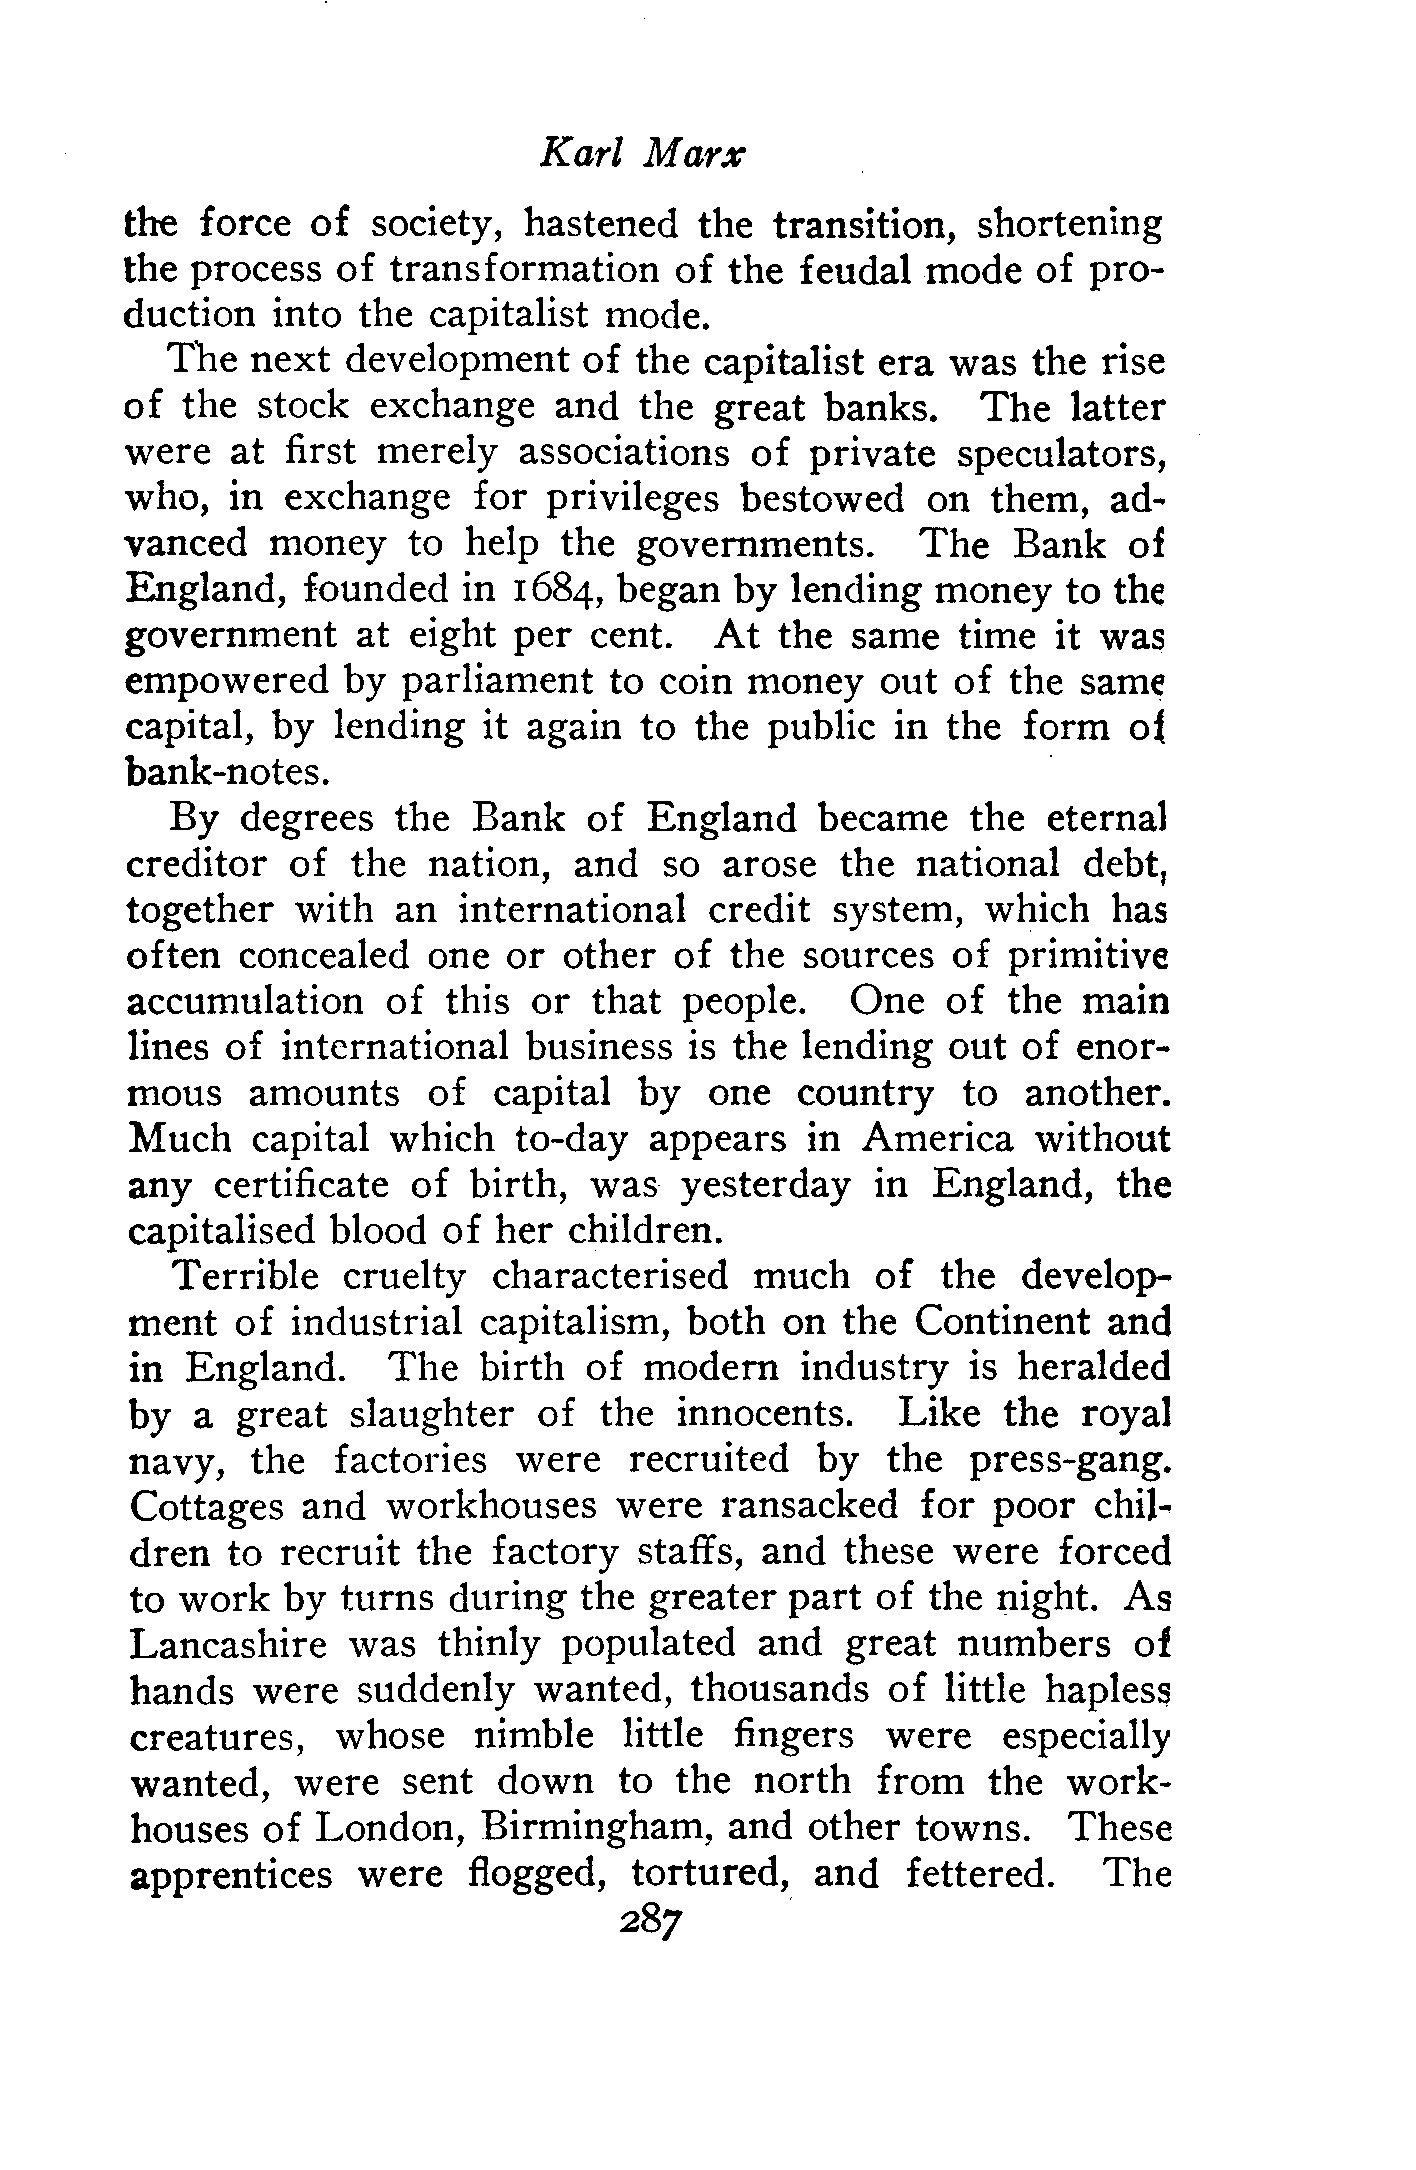 Karl Marx
the force of society, hastened the transition, shortening
the process of transformation of the feudal mode of pro-
duction into the capitalist mode.
The next development of the capitalist era was the rise
of the stock exchange and the great banks. The latter
were at first merely associations of private speculators,
who, in exchange for privileges bestowed on them, ad-
vanced money to help the governments. The Bank of
England, founded in 1684, began by lending money to the
government at eight per cent. At the same time it was
empowered by parliament to coin money out of the same
capital, by lending it again to the public in the form of
bank-notes.
By degrees the Bank of England became the eternal
creditor of the nation, and so arose the national debt,
together with an international credit system, which has
often concealed one or other of the sources of primitive
accumulation of this or that people. One of the main
lines of international business is the lending out of enor-
mous amounts of capital by one country to another.
Much capital which to-day appears in America without
any certificate of birth, was yesterday in England, the
capitalised blood of her children.
Terrible cruelty characterised much of the develop-
ment of industrial capitalism, both on the Continent and
in England. The birth of modern industry is heralded
by a great slaughter of the innocents. Like the royal
navy, the factories were recruited by the press-gang.
Cottages and workhouses were ransacked for poor chil-
dren to recruit the factory staffs, and these were forced
to work by turns during the greater part of the night. As
Lancashire was thinly populated and great numbers of
hands were suddenly wanted, thousands of little hapless
creatures, whose nimble little fingers were especially
wanted, were sent down to the north from the work-
houses of London, Birmingham, and other towns. These
apprentices were flogged, tortured, and fettered. The
287